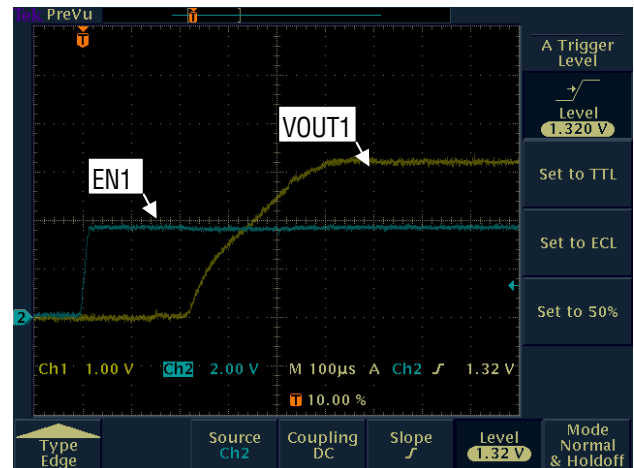 Tek PreVu
T
T
A Trigger
Level
Level
1.320 V
Set to TTL
Set to ECL
Set to 50%
VOUT1
EN1
2
Ch1 1.00 V Ch2 2.00 V M 100µs A Ch2 1.32 V
T 10.00 %
Type
Edge
Source
Ch2
Coupling
DC
Slope
Level
1.32 V
Mode
Normal
& Holdoff